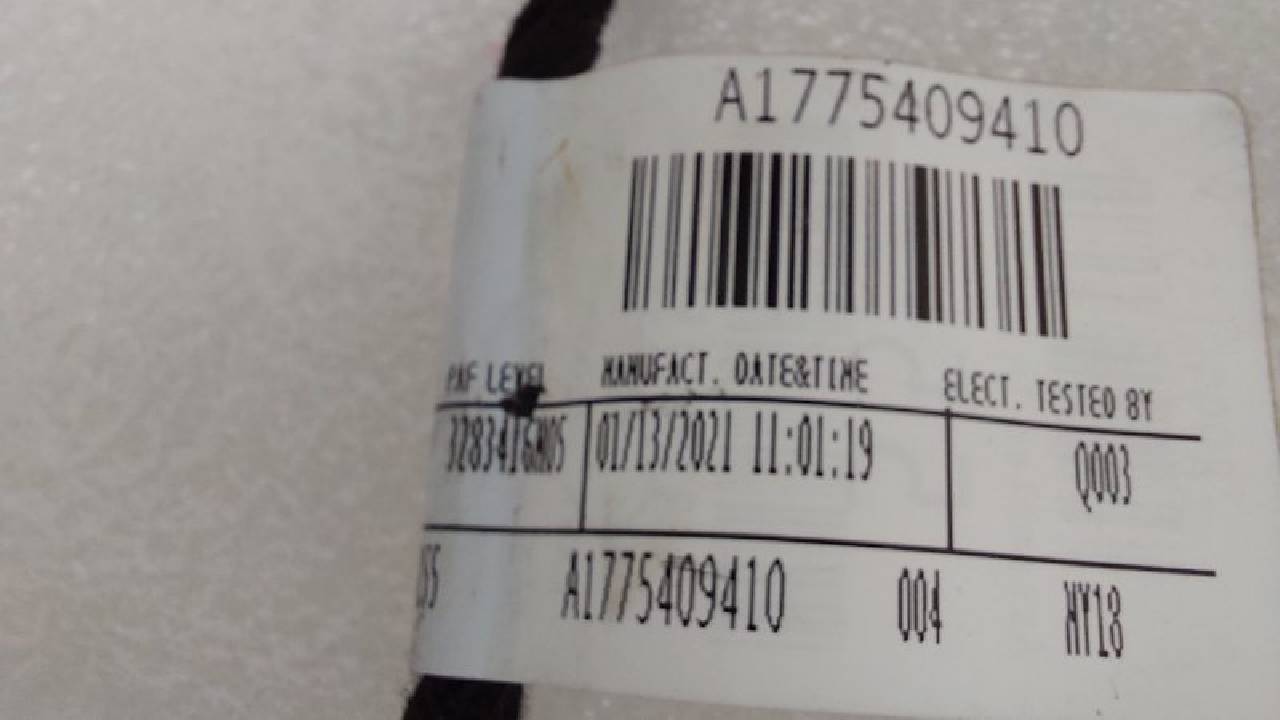 A1775409410
MANUFACT. DATE&TIME ELECT. TESTED BY
01/13/2021 11:01:19 Q003
A1775409410 004